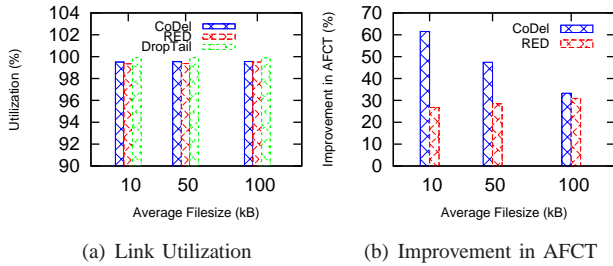 104
102
100
98
96
94
92
90
Utilization (%)
CoDel
RED
DropTail
10
50
100
Average Filesize (kB)
(a) Link Utilization
70
60
50
40
30
20
10
0
Improvement in AFCT (%)
CoDel
RED
10
50
100
Average Filesize (kB)
(b) Improvement in AFCT